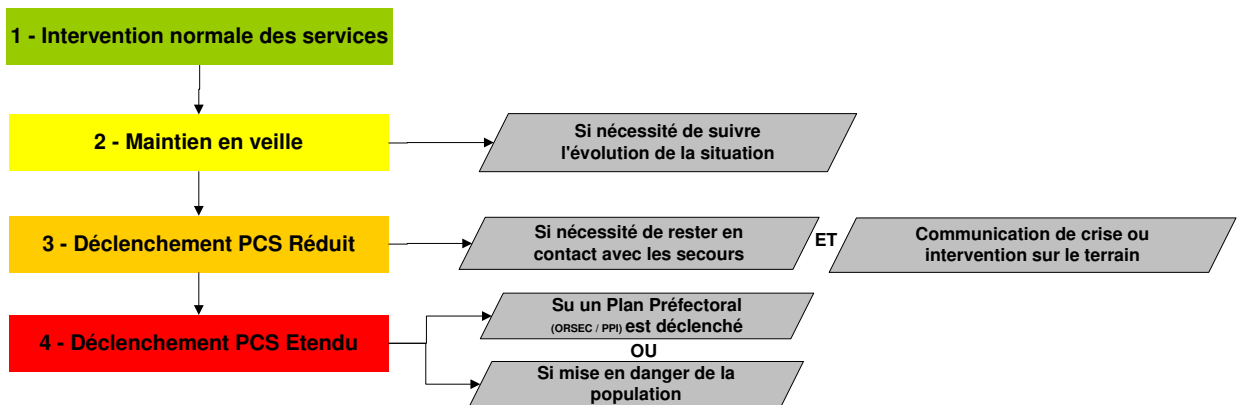 1 - Intervention normale des services
2 - Maintien en veille
Si nécessité de suivre
l'évolution de la situation
3 - Déclenchement PCS Réduit
Si nécessité de rester en
contact avec les secours
ET
Communication de crise ou
intervention sur le terrain
4 - Déclenchement PCS Etendu
Su un Plan Préfectoral
(ORSEC / PPI) est déclenché
OU
Si mise en danger de la
population